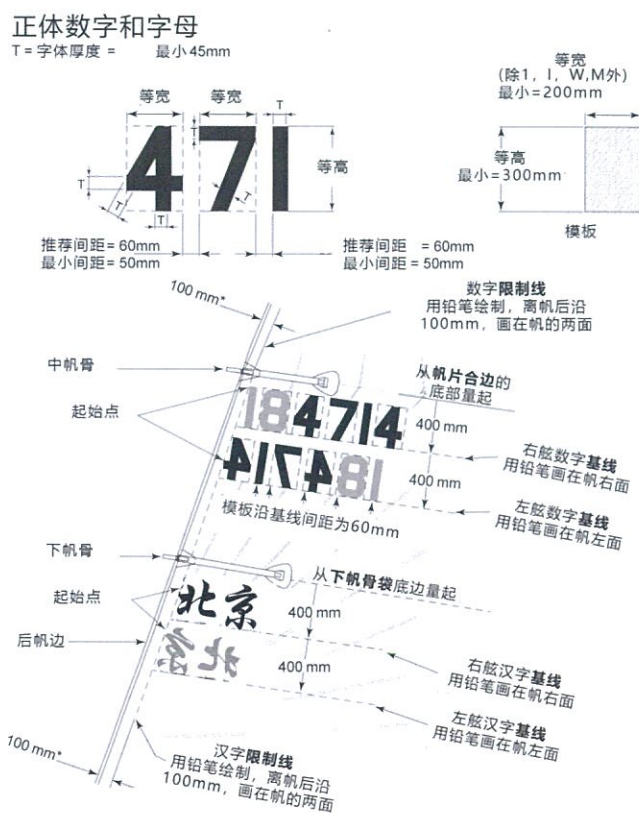 正体数字和字母
T = 字体厚度 = 最小 45mm
等宽
(除1, I, W,M外)
最小=200mm
等宽 等宽 T
471
T
T
T
T
T
等高
等高
最小=300mm
模板
推荐间距 = 60mm
最小间距 = 50mm
推荐间距 = 60mm
最小间距 = 50mm
100 mm*
数字限制线
用铅笔绘制，离帆后沿
100mm，画在帆的两面
中帆骨
从帆片合边的
底部量起
起始点
184714
400 mm
右舷数字基线
用铅笔画在帆右面
184714
400 mm
左舷数字基线
用铅笔画在帆左面
模板沿基线间距为60mm
下帆骨
从下帆骨袋底边量起
起始点
北京
400 mm
后帆边
北京
400 mm
右舷汉字基线
用铅笔画在帆右面
左舷汉字基线
用铅笔画在帆左面
100 mm*
汉字限制线
用铅笔绘制，离帆后沿
100mm，画在帆的两面